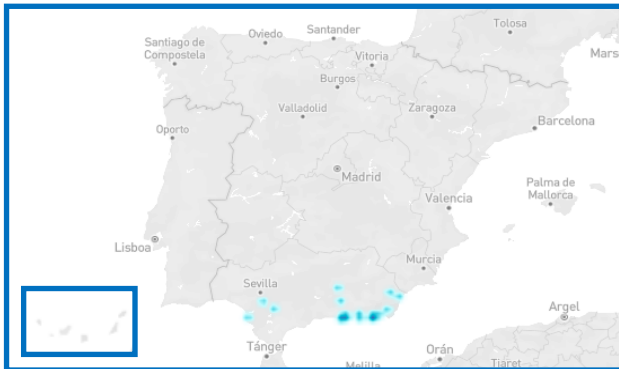 Tolosa
Santander
Oviedo
Santiago de
Compostela
Vitoria
Mars
Burgos
Valladolid
Zaragoza
Barcelona
Oporto
Madrid
Palma de
Mallorca
Valencia
Lisboa
Murcia
Sevilla
Argel
Tánger
Orán
Melilla
Tiaret